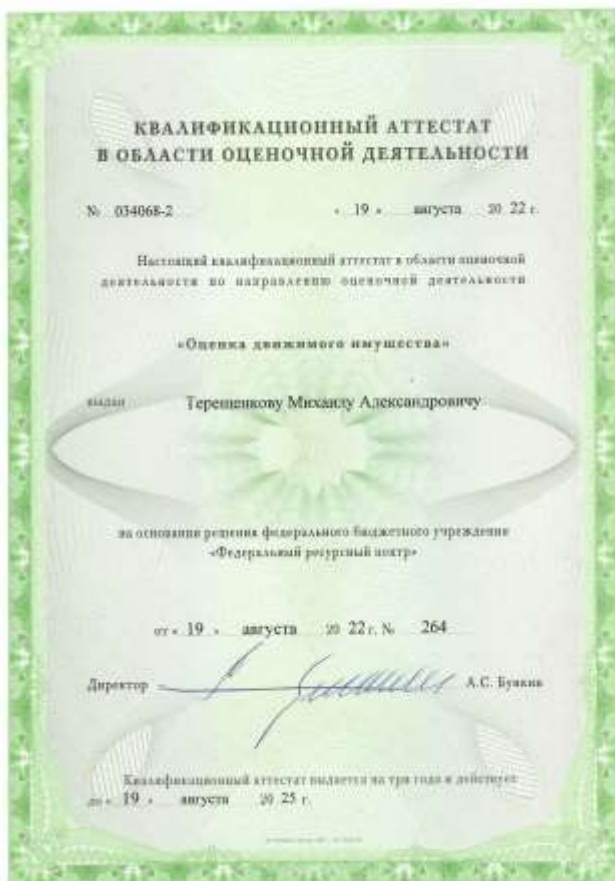 КВАЛИФИКАЦИОННЫЙ АТТЕСТАТ
В ОБЛАСТИ ОЦЕНОЧНОЙ ДЕЯТЕЛЬНОСТИ
№ 034068-2 « 19 » августа 20 22 г.
Настоящий квалификационный аттестат в области оценочной
деятельности по направлению оценочной деятельности
«Оценка движимого имущества»
выдан Терещенкову Михаилу Александровичу
на основании решения федерального бюджетного учреждения
«Федеральный ресурсный центр»
от « 19 » августа 20 22 г. № 264
Директор А.С. Бункин
Квалификационный аттестат выдается на три года и действует
до « 19 » августа 20 25 г.